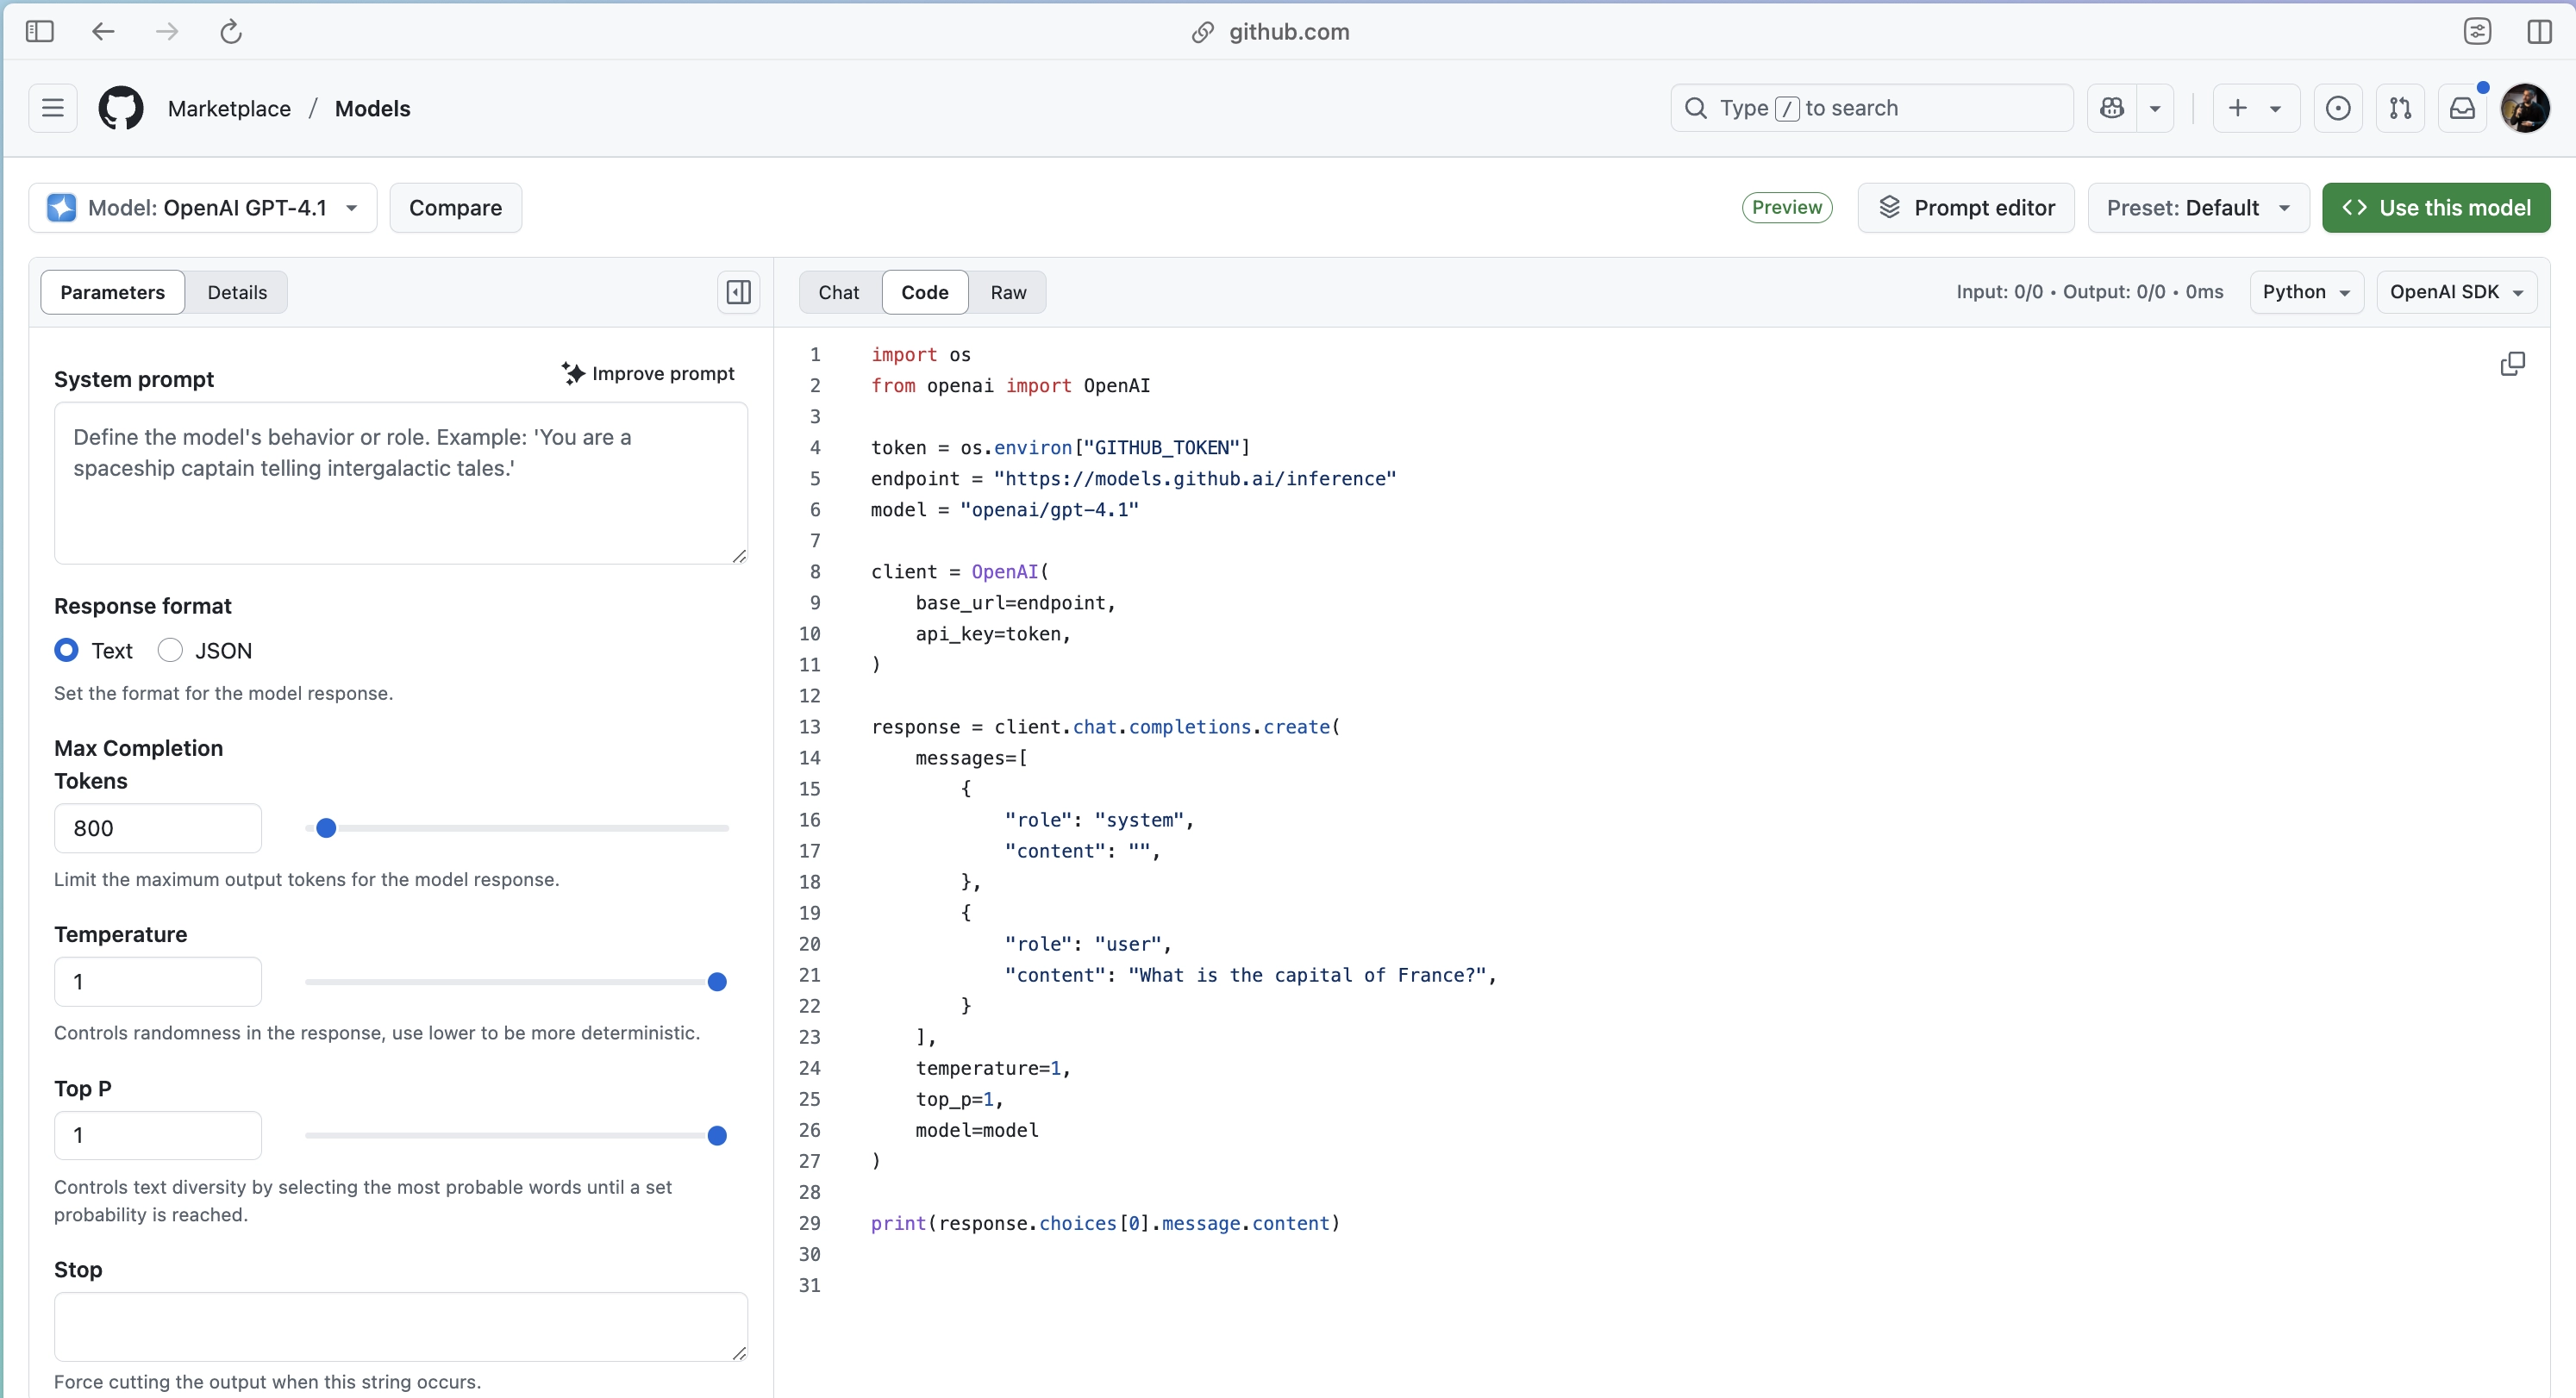 github.com
Marketplace / Models
Type / to search
Model: OpenAI GPT-4.1
Compare
Preview
Prompt editor
Preset: Default
Use this model
Parameters
Details
Chat
Code
Raw
Input: 0/0 • Output: 0/0 • 0ms
Python
OpenAI SDK
System prompt
Improve prompt
Define the model's behavior or role. Example: 'You are a
spaceship captain telling intergalactic tales.'
Response format
Text
JSON
Set the format for the model response.
Max Completion
Tokens
800
Limit the maximum output tokens for the model response.
Temperature
1
Controls randomness in the response, use lower to be more deterministic.
Top P
1
Controls text diversity by selecting the most probable words until a set
probability is reached.
Stop
Force cutting the output when this string occurs.
1 import os
2 from openai import OpenAI
3
4 token = os.environ["GITHUB_TOKEN"]
5 endpoint = "https://models.github.ai/inference"
6 model = "openai/gpt-4.1"
7
8 client = OpenAI(
9     base_url=endpoint,
10     api_key=token,
11 )
12
13 response = client.chat.completions.create(
14     messages=[
15         {
16             "role": "system",
17             "content": "",
18         },
19         {
20             "role": "user",
21             "content": "What is the capital of France?",
22         }
23     ],
24     temperature=1,
25     top_p=1,
26     model=model
27 )
28
29 print(response.choices[0].message.content)
30
31